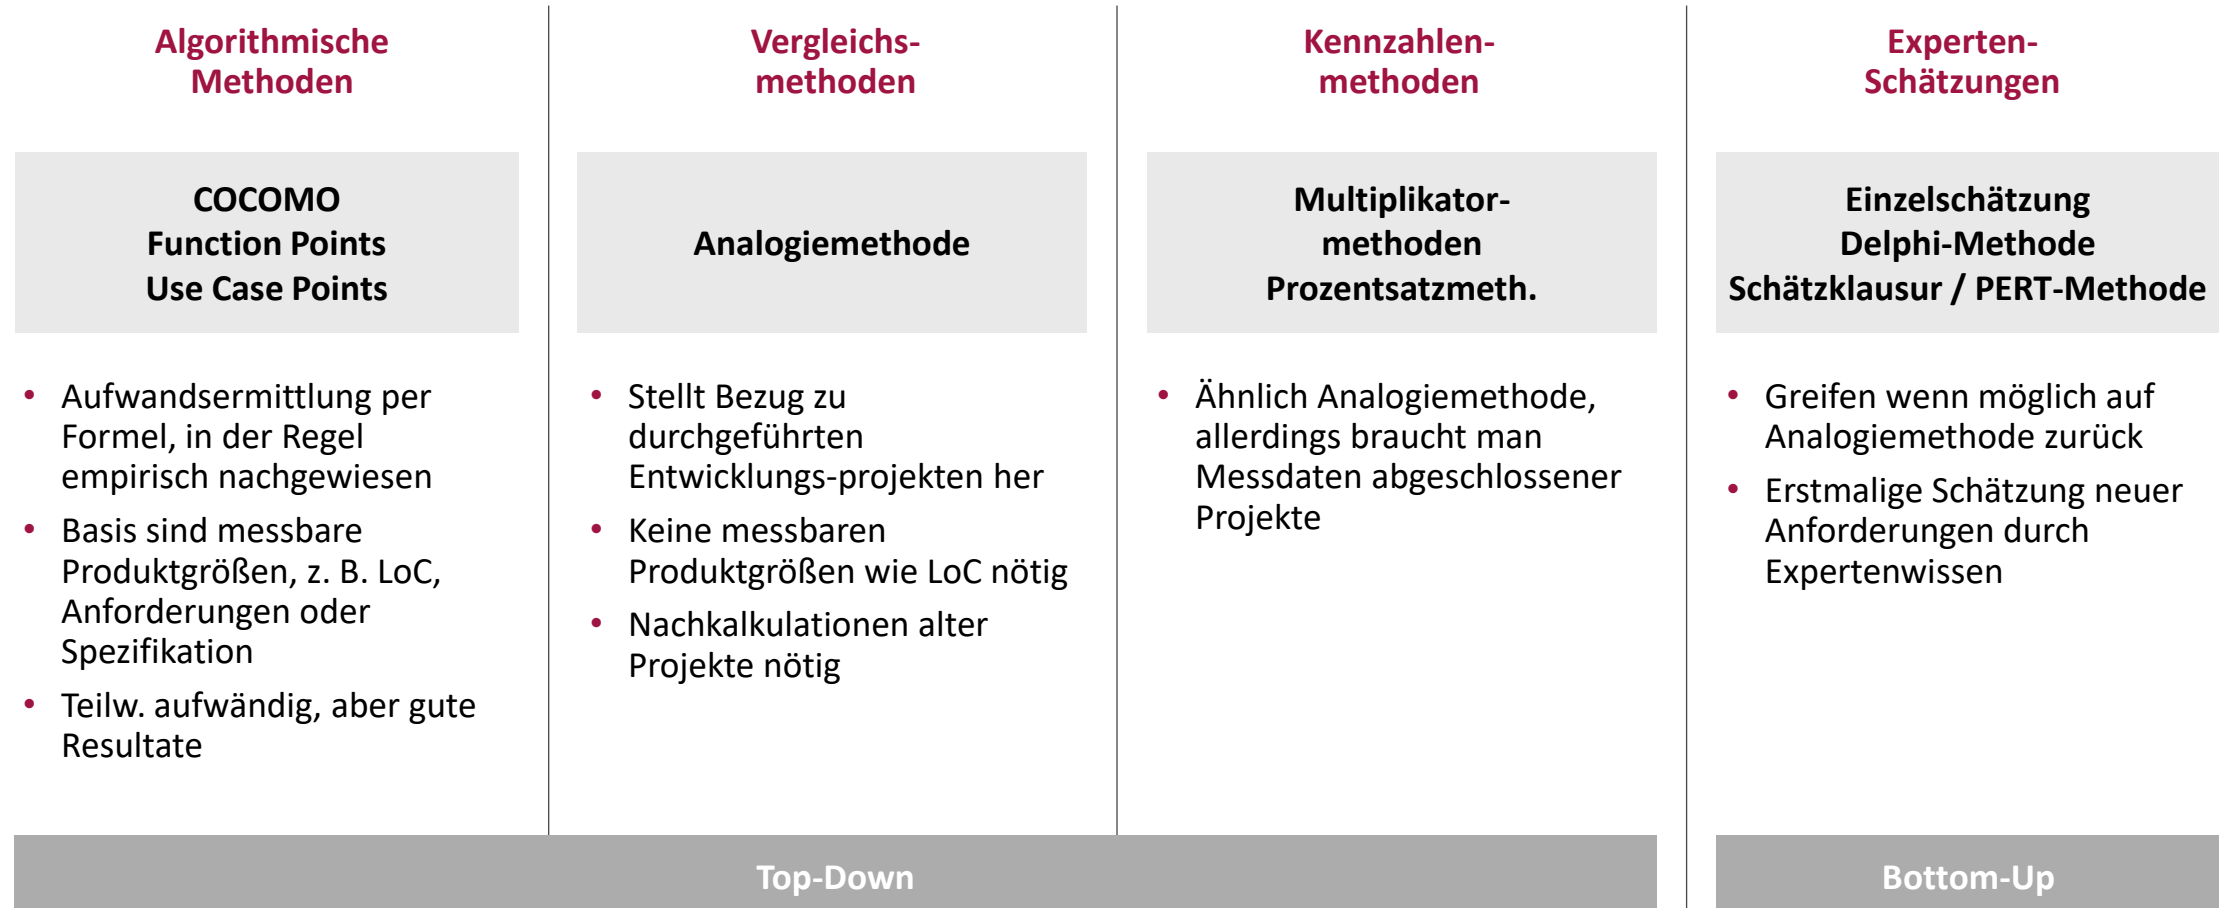 Algorithmische
Methoden
COCOMO
Function Points
Use Case Points
• Aufwandsermittlung per
Formel, in der Regel
empirisch nachgewiesen
• Basis sind messbare
Produktgrößen, z. B. LoC,
Anforderungen oder
Spezifikation
• Teilw. aufwändig, aber gute
Resultate
Vergleichs-
methoden
Analogiemethode
• Stellt Bezug zu
durchgeführten
Entwicklungs-projekten her
• Keine messbaren
Produktgrößen wie LoC nötig
• Nachkalkulationen alter
Projekte nötig
Kennzahlen-
methoden
Multiplikator-
methoden
Prozentsatzmeth.
• Ähnlich Analogiemethode,
allerdings braucht man
Messdaten abgeschlossener
Projekte
Top-Down
Experten-
Schätzungen
Einzelschätzung
Delphi-Methode
Schätzklausur / PERT-Methode
• Greifen wenn möglich auf
Analogiemethode zurück
• Erstmalige Schätzung neuer
Anforderungen durch
Expertenwissen
Bottom-Up